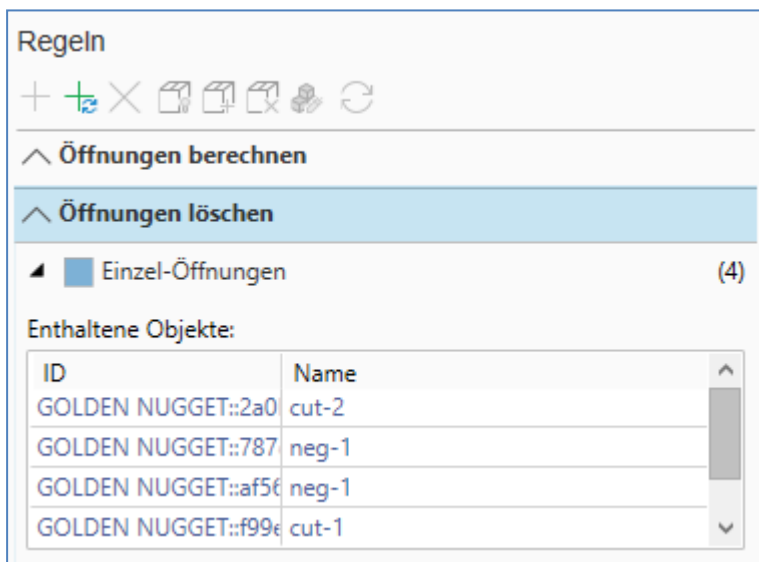 Regeln
Öffnungen berechnen
Öffnungen löschen
Einzel-Öffnungen (4)
Enthaltene Objekte:
ID Name
GOLDEN NUGGET::2a0 cut-2
GOLDEN NUGGET::787 neg-1
GOLDEN NUGGET::af56 neg-1
GOLDEN NUGGET::f99e cut-1